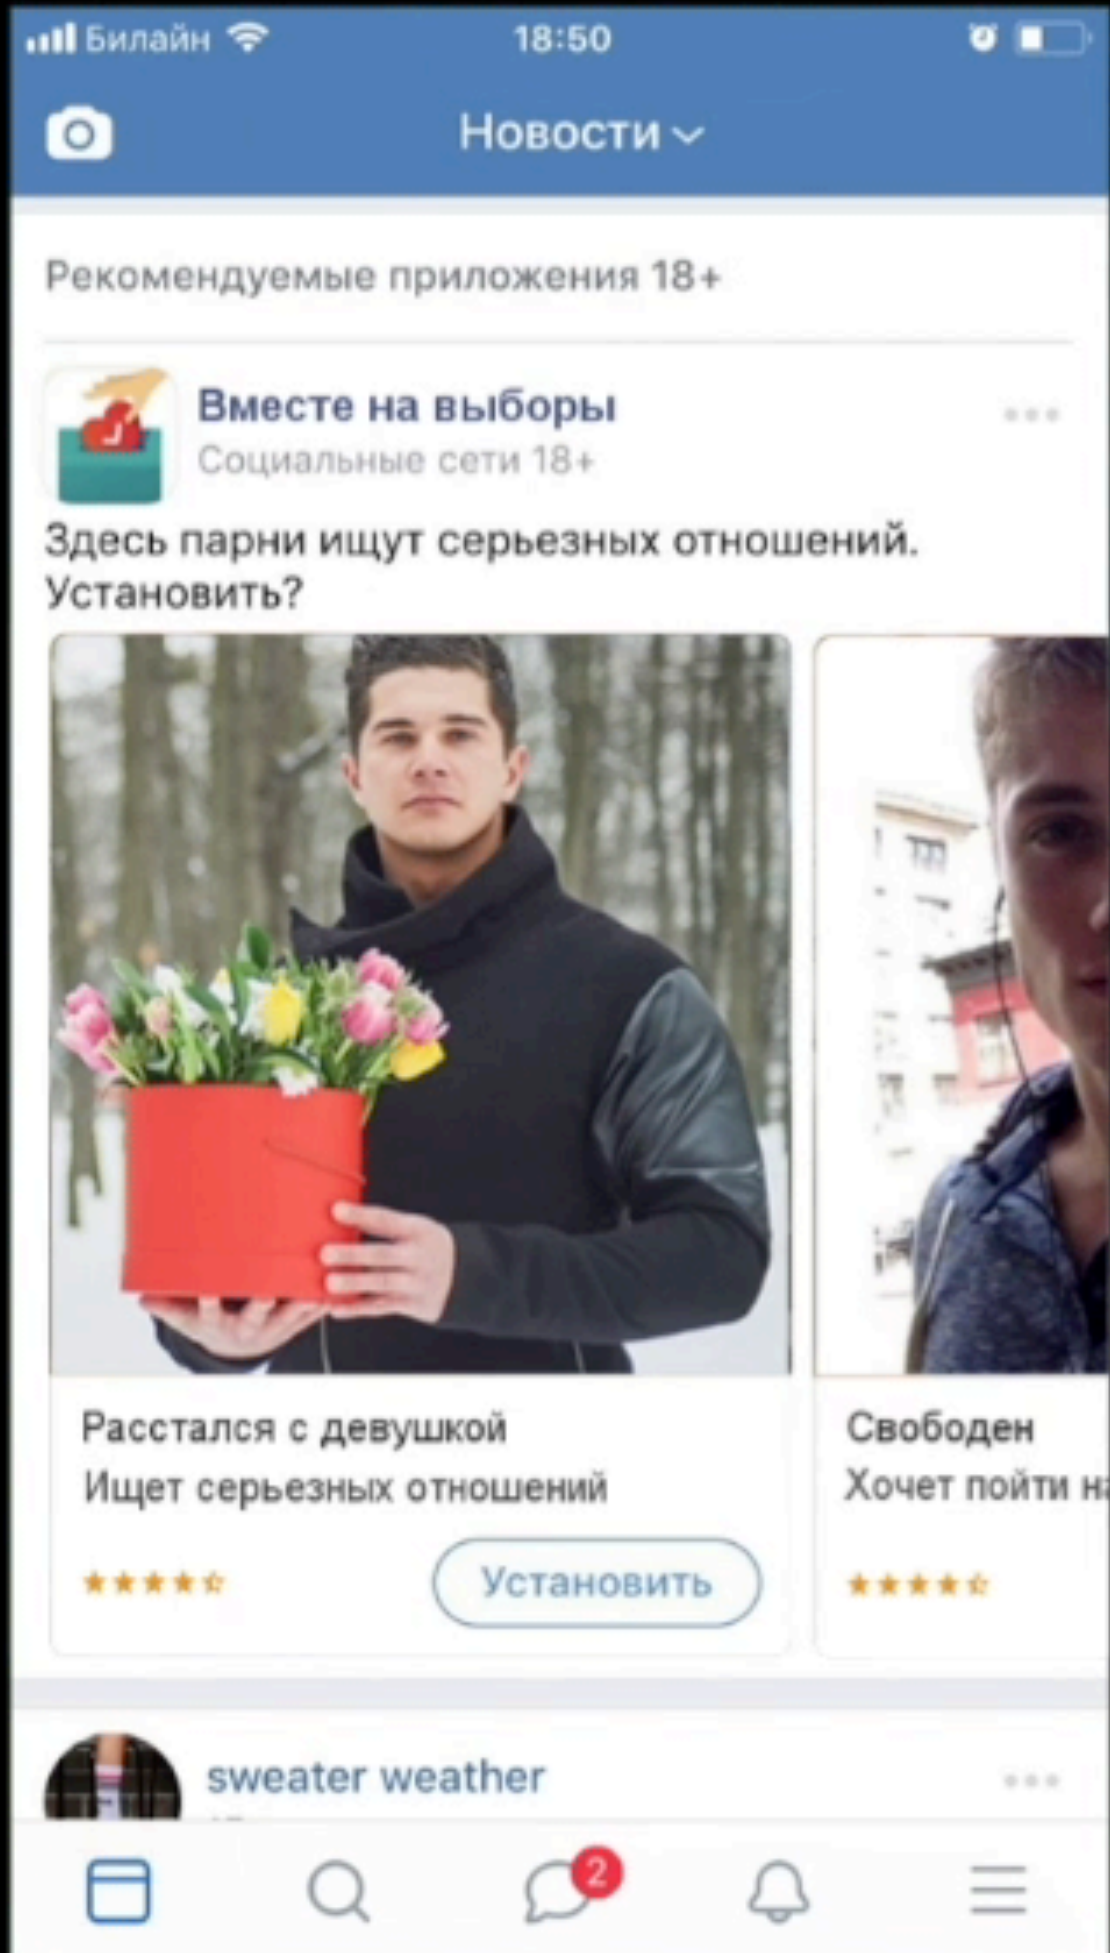 Билайн 18:50
Новости
Рекомендуемые приложения 18+
Вместе на выборы
Социальные сети 18+
Здесь парни ищут серьезных отношений.
Установить?
Расстался с девушкой
Ищет серьезных отношений
Установить
Свободен
Хочет пойти
sweater weather
2